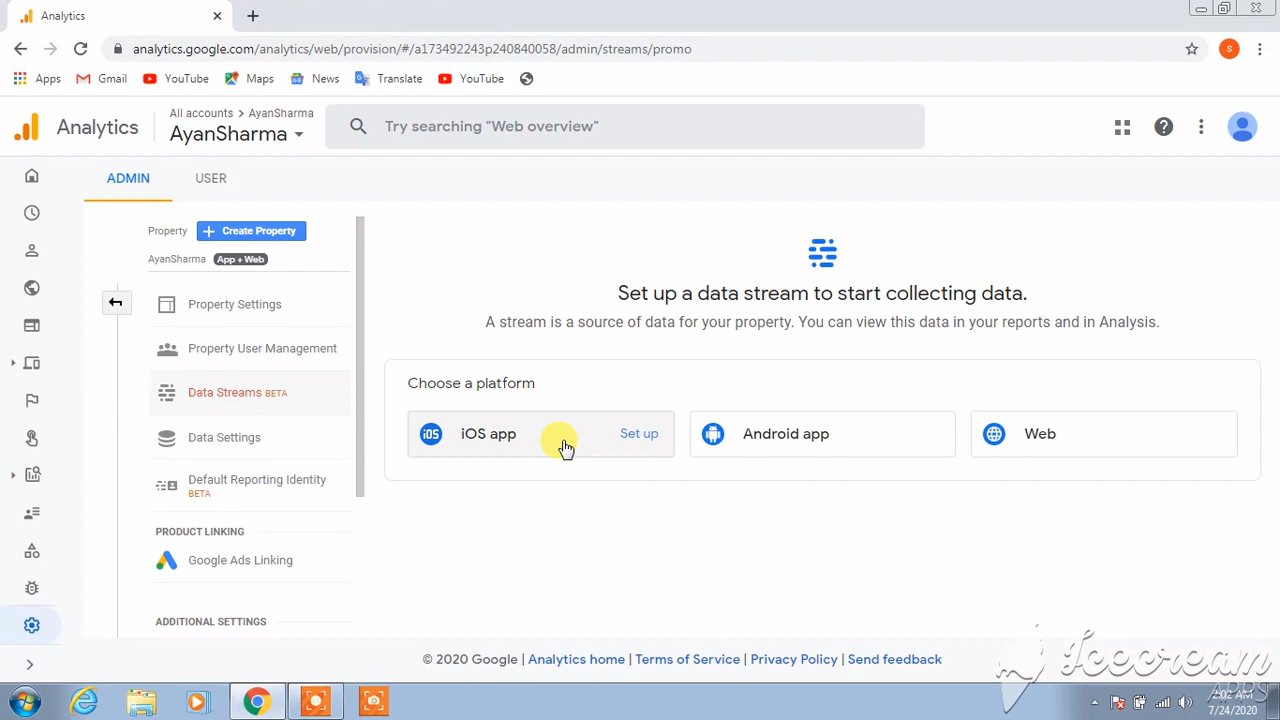 Analytics
analytics.google.com/analytics/web/provision/#/a173492243p240840058/admin/streams/promo
S
Apps
Gmail
YouTube
Maps
News
Translate
YouTube
Analytics
All accounts > AyanSharma
AyanSharma
Try searching "Web overview"
ADMIN
USER
Property
+ Create Property
AyanSharma
App + Web
Property Settings
Property User Management
Data Streams BETA
Data Settings
Default Reporting Identity
BETA
PRODUCT LINKING
Google Ads Linking
ADDITIONAL SETTINGS
Set up a data stream to start collecting data.
A stream is a source of data for your property. You can view this data in your reports and in Analysis.
Choose a platform
iOS
iOS app
Set up
Android app
Web
© 2020 Google | Analytics home | Terms of Service | Privacy Policy | Send feedback
Icecream
APPS
2:02 AM
7/24/2020